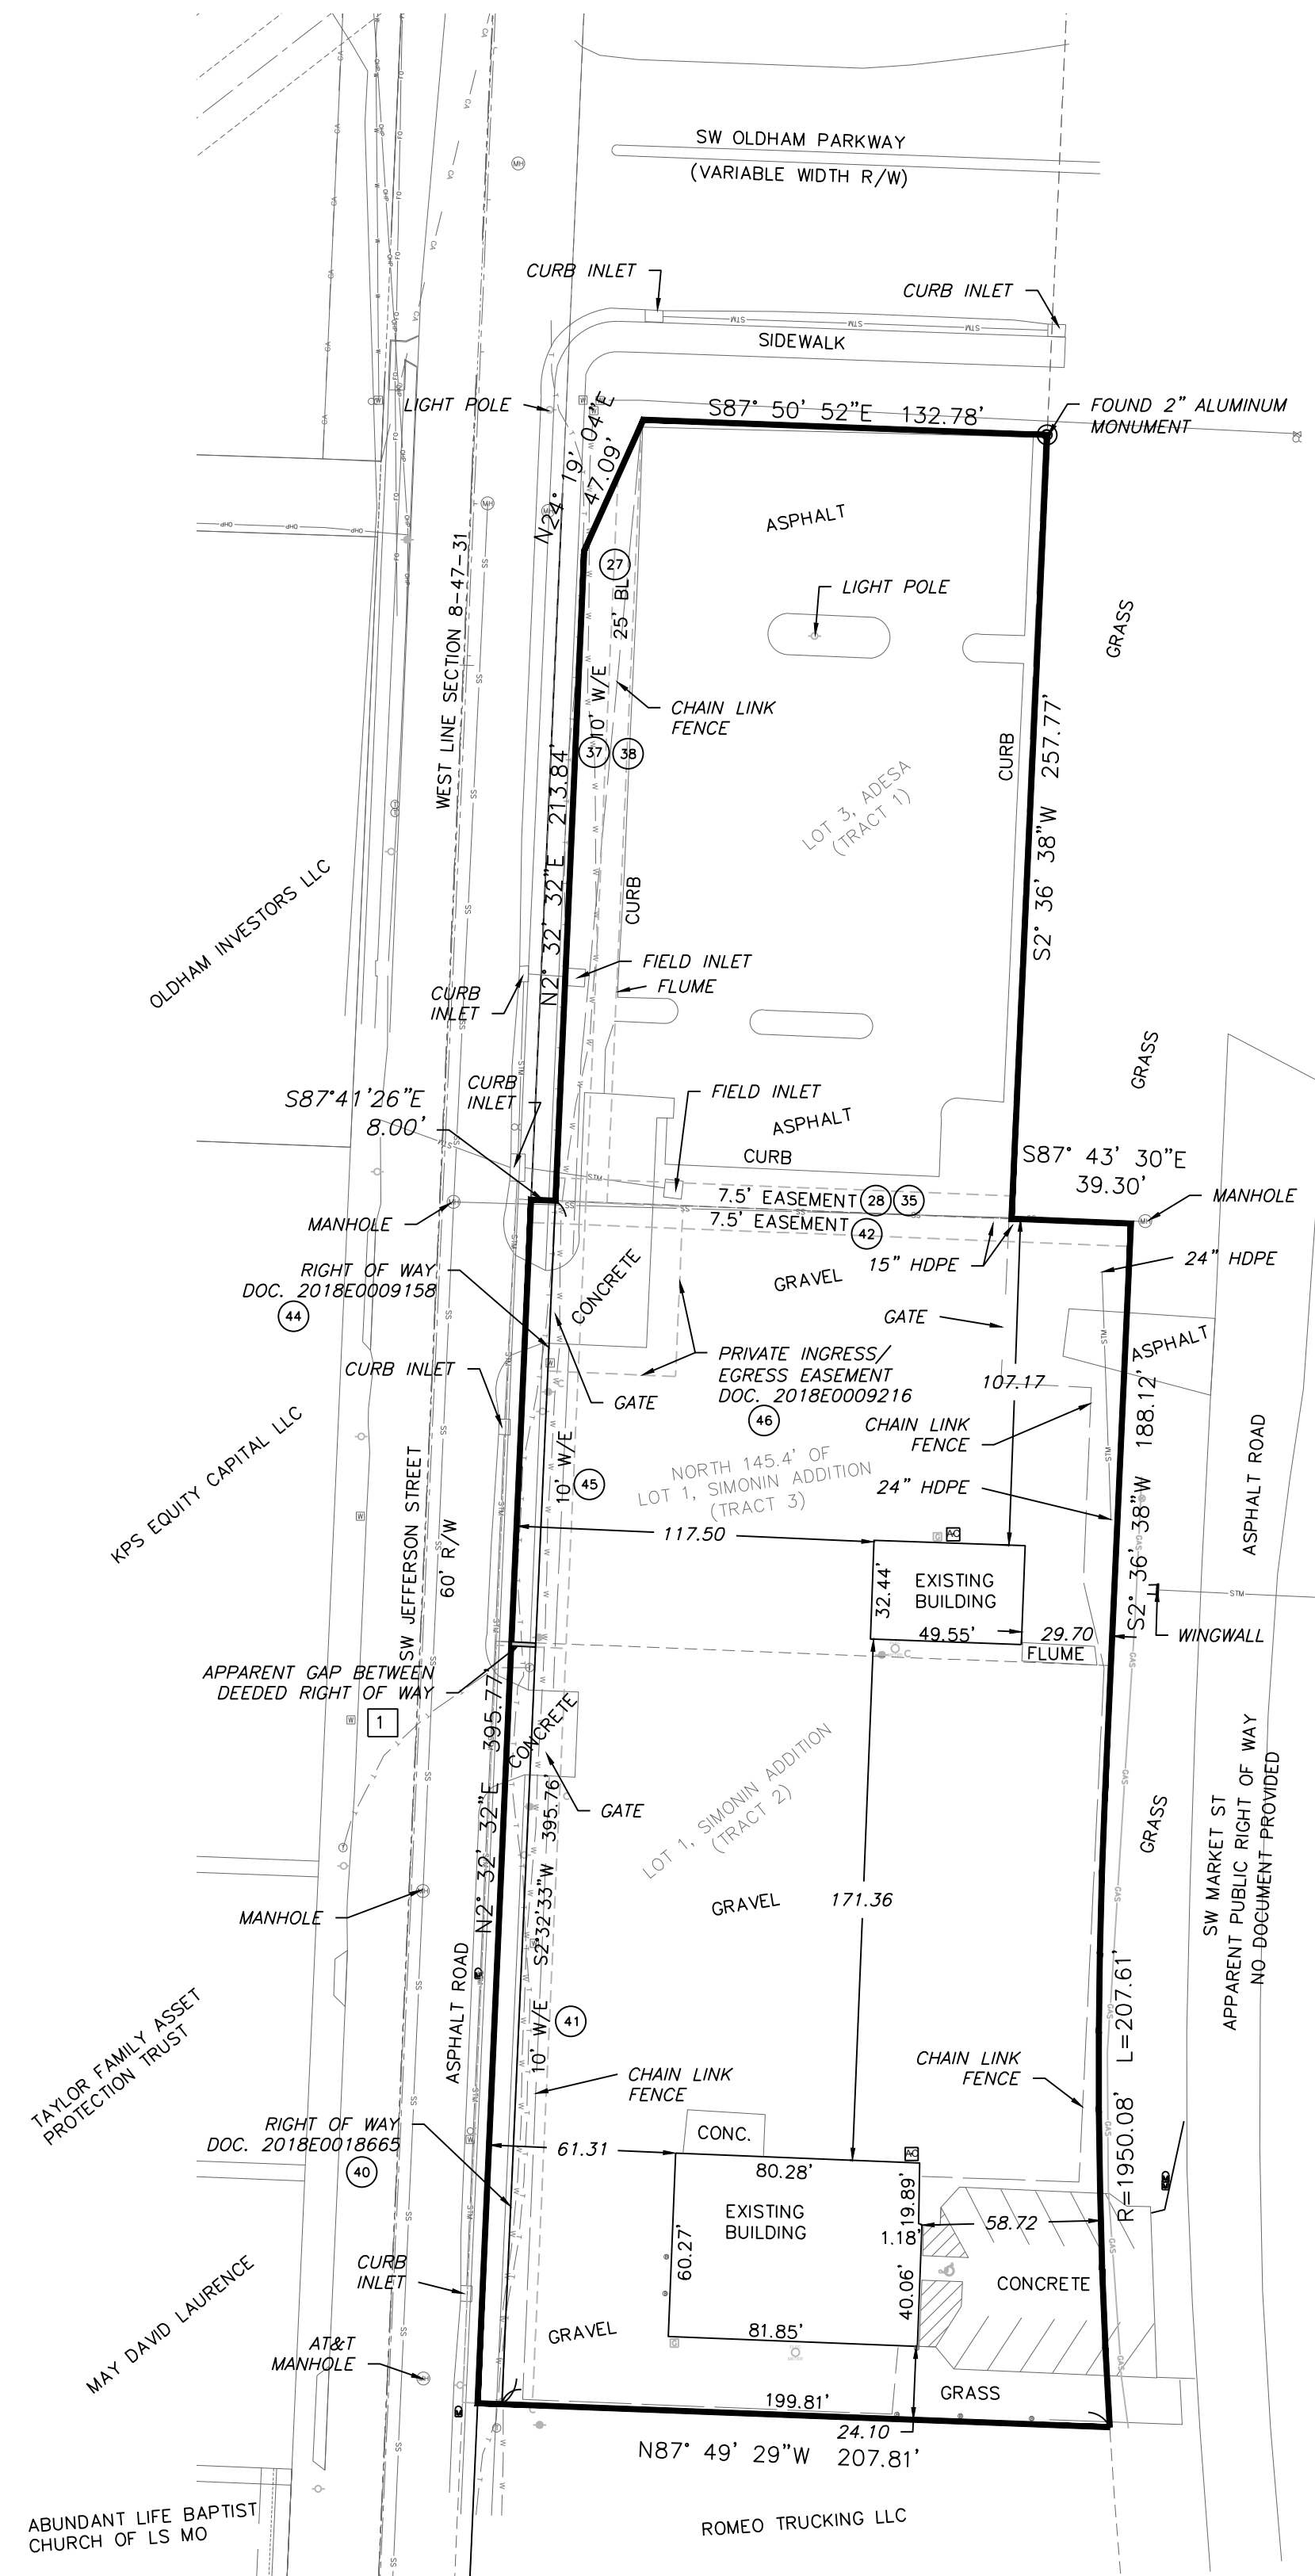 SW OLDHAM PARKWAY
(VARIABLE WIDTH R/W)
CURB INLET
CURB INLET
SIDEWALK
LIGHT POLE
S87° 50' 52"E 132.78'
FOUND 2" ALUMINUM
MONUMENT
N24° 19' 04"E
47.09'
ASPHALT
27
25' BL
LIGHT POLE
GRASS
WEST LINE SECTION 8-47-31
10' W/E
CHAIN LINK
FENCE
37
38
CURB
S2° 36' 38"W 257.77'
N2° 32' 32"E 213.84'
LOT 3, ADESA
(TRACT 1)
OLDHAM INVESTORS LLC
CURB
FIELD INLET
FLUME
CURB
INLET
GRASS
CURB
INLET
S87°41'26"E
8.00'
FIELD INLET
ASPHALT
CURB
S87° 43' 30"E
39.30'
7.5' EASEMENT
28
35
MANHOLE
MANHOLE
7.5' EASEMENT
42
15" HDPE
24" HDPE
RIGHT OF WAY
DOC. 2018E0009158
44
CONCRETE
GRAVEL
GATE
ASPHALT
CURB INLET
PRIVATE INGRESS/
EGRESS EASEMENT
DOC. 2018E0009216
46
107.17
GATE
CHAIN LINK
FENCE
S2° 36' 38"W 188.12'
ASPHALT ROAD
KPS EQUITY CAPITAL LLC
SW JEFFERSON STREET
60' R/W
10' W/E
45
NORTH 145.4' OF
LOT 1, SIMONIN ADDITION
(TRACT 3)
24" HDPE
117.50
AC
32.44'
EXISTING
BUILDING
49.55'
29.70
FLUME
WINGWALL
APPARENT GAP BETWEEN
DEEDED RIGHT OF WAY
1
N2° 32' 32"E 395.77'
CONCRETE
GATE
S2°32'33"W 395.76'
LOT 1, SIMONIN ADDITION
(TRACT 2)
GRASS
SW MARKET ST
APPARENT PUBLIC RIGHT OF WAY
NO DOCUMENT PROVIDED
GRAVEL
171.36
MANHOLE
ASPHALT ROAD
10' W/E
41
R=1950.08' L=207.61'
TAYLOR FAMILY ASSET
PROTECTION TRUST
CHAIN LINK
FENCE
CHAIN LINK
FENCE
RIGHT OF WAY
DOC. 2018E0018665
40
CONC.
61.31
AC
80.28'
EXISTING
BUILDING
60.27'
19.89'
1.18'
58.72
40.06'
CONCRETE
81.85'
MAY DAVID LAURENCE
CURB
INLET
AT&T
MANHOLE
GRAVEL
GRASS
199.81'
24.10
N87° 49' 29"W 207.81'
ABUNDANT LIFE BAPTIST
CHURCH OF LS MO
ROMEO TRUCKING LLC